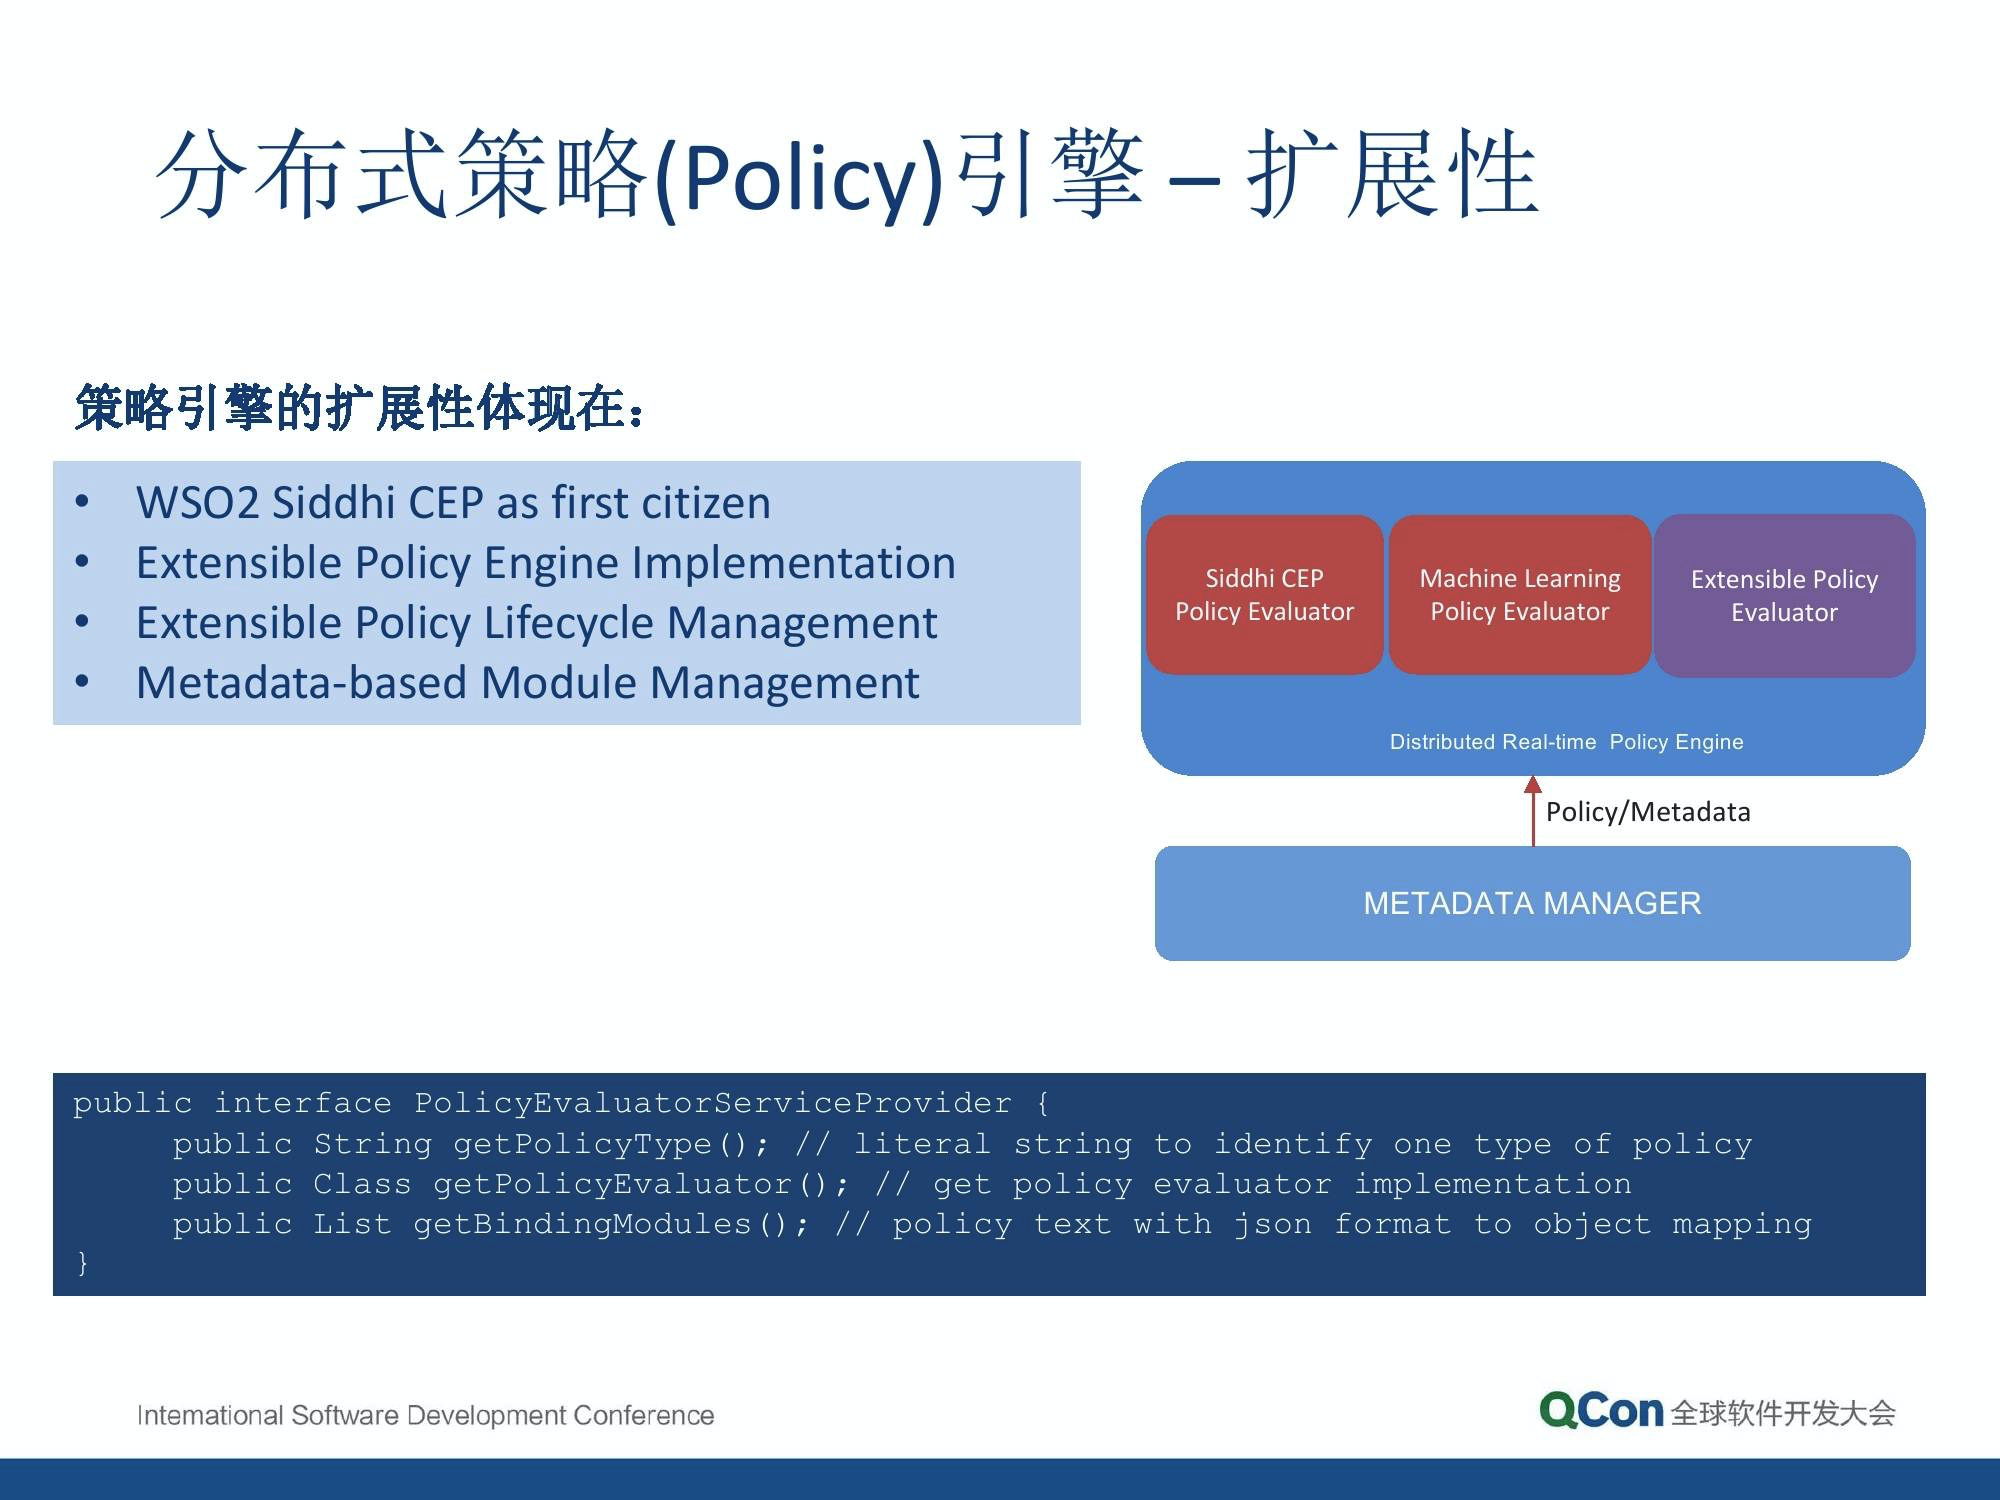 分布式策略(Policy)引擎 – 扩展性
策略引擎的扩展性体现在：
• WSO2 Siddhi CEP as first citizen
• Extensible Policy Engine Implementation
• Extensible Policy Lifecycle Management
• Metadata-based Module Management
Siddhi CEP
Policy Evaluator
Machine Learning
Policy Evaluator
Extensible Policy
Evaluator
Distributed Real-time  Policy Engine
Policy/Metadata
METADATA MANAGER
public interface PolicyEvaluatorServiceProvider {
     public String getPolicyType(); // literal string to identify one type of policy
     public Class getPolicyEvaluator(); // get policy evaluator implementation
     public List getBindingModules(); // policy text with json format to object mapping
}
International Software Development Conference
QCon 全球软件开发大会